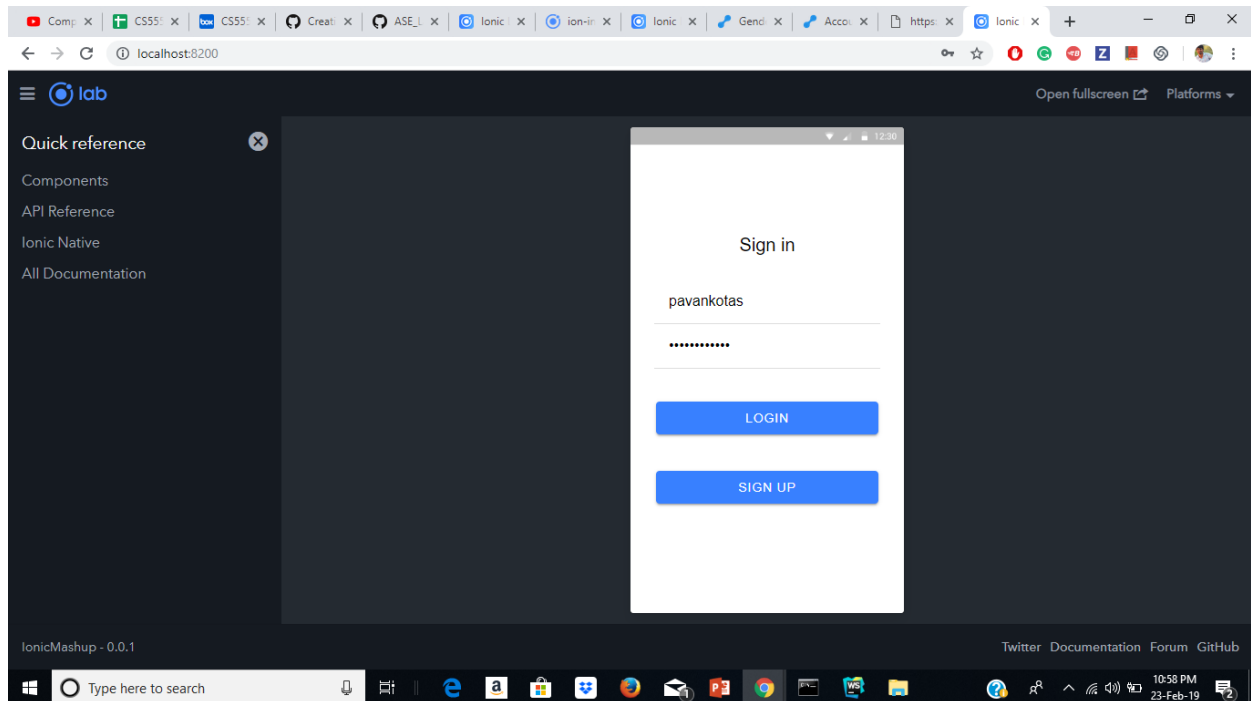 Comp CS555 CS555 Creati ASE_L Ionic ion-in Ionic Gend Accou https: Ionic
localhost:8200
lab
Open fullscreen Platforms
Quick reference
Components
API Reference
Ionic Native
All Documentation
12:30
Sign in
pavankotas
••••••••••••
LOGIN
SIGN UP
IonicMashup - 0.0.1
Twitter Documentation Forum GitHub
Type here to search
10:58 PM
23-Feb-19